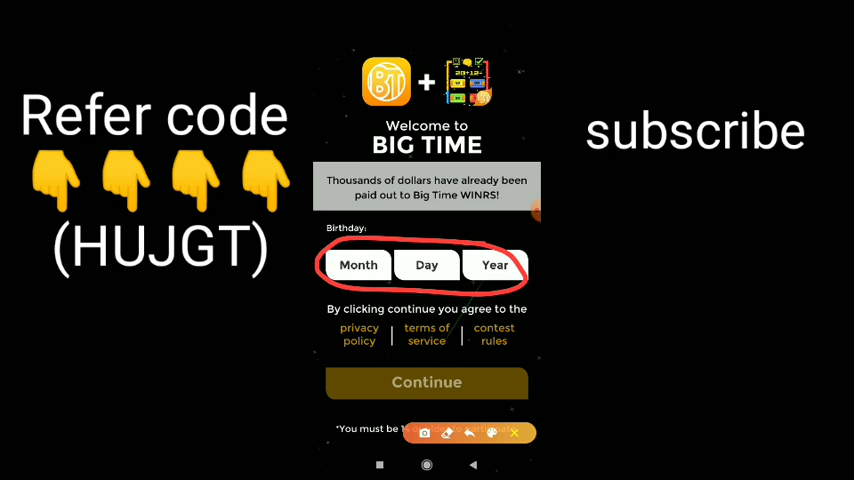 Refer code
👇👇👇👇
(HUJGT)
subscribe
BT
+
Welcome to
BIG TIME
Thousands of dollars have already been
paid out to Big Time WINRS!
Birthday:
Month
Day
Year
By clicking continue you agree to the
privacy policy
terms of service
contest rules
Continue
*You must be